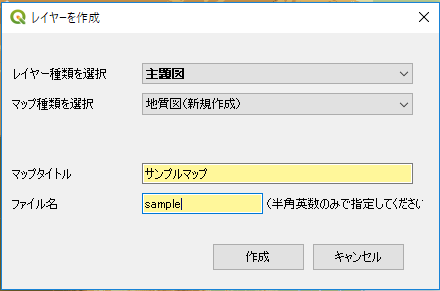 レイヤーを作成
レイヤー種類を選択 主題図
マップ種類を選択 地質図(新規作成)
マップタイトル サンプルマップ
ファイル名 sample (半角英数のみで指定してくださ
作成 キャンセル